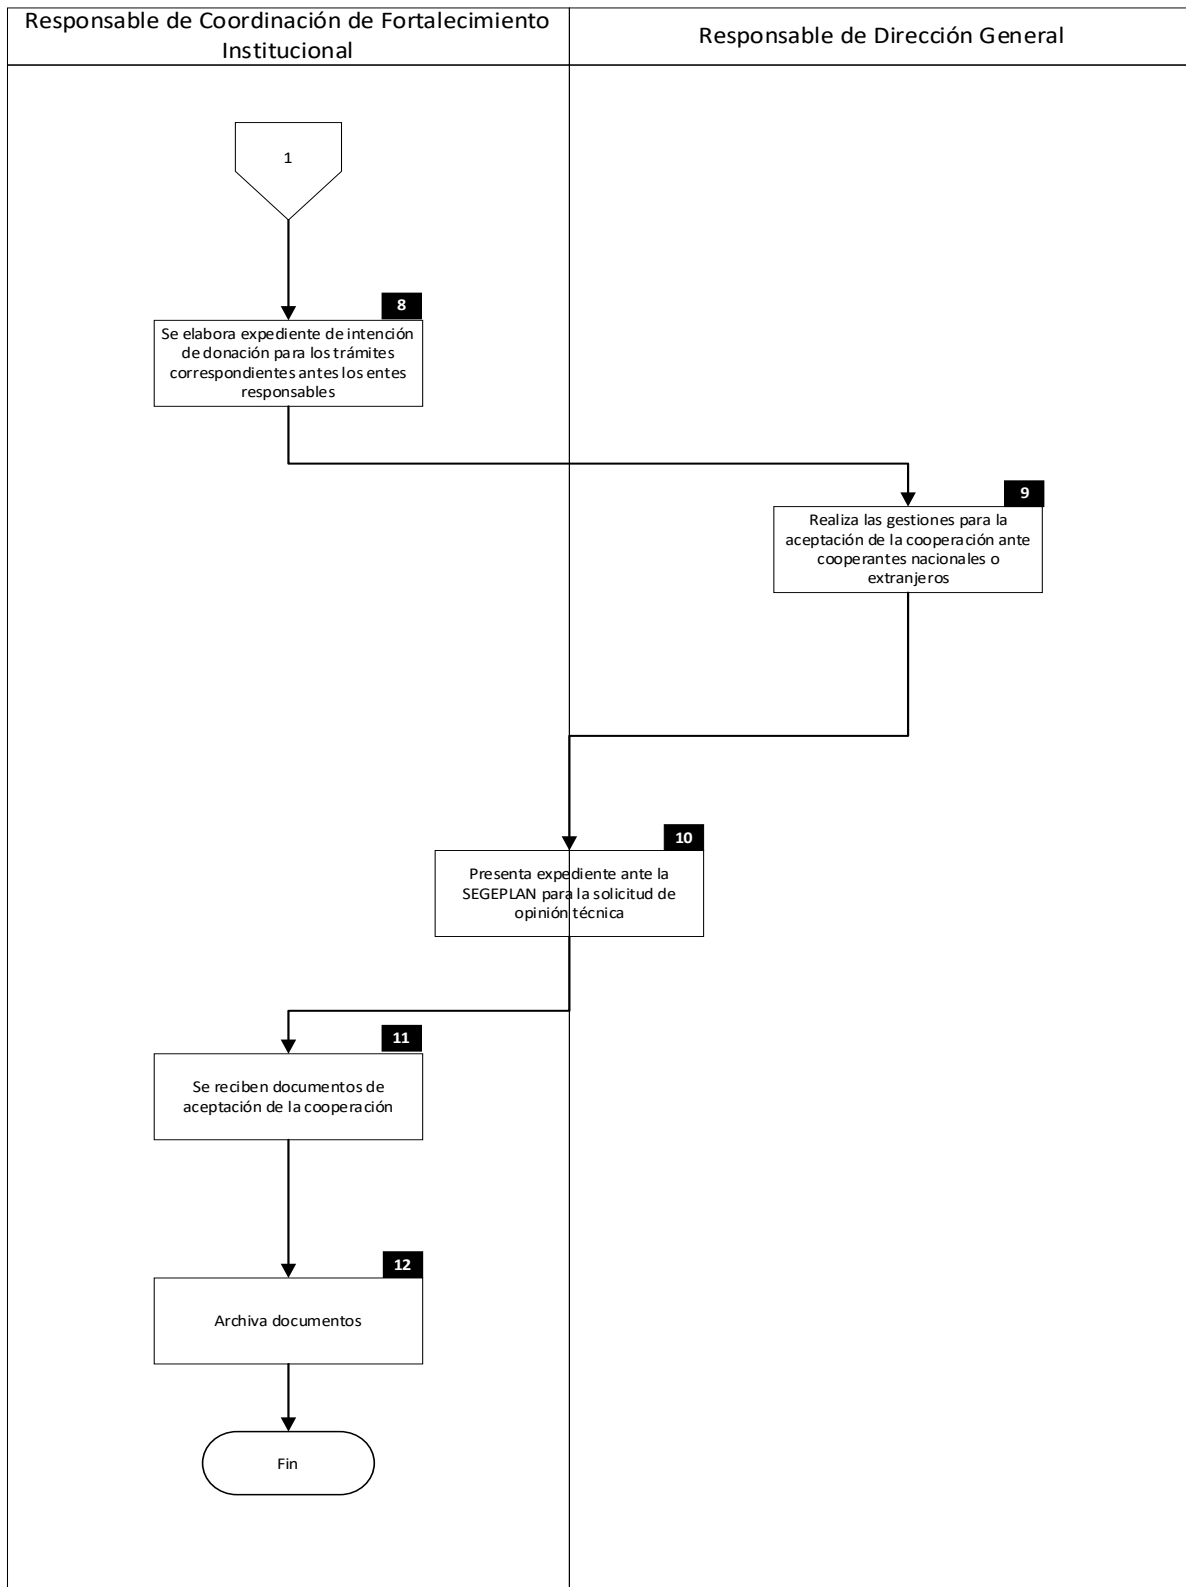 Responsable de Coordinación de Fortalecimiento
Institucional
Responsable de Dirección General
1
8
Se elabora expediente de intención
de donación para los trámites
correspondientes antes los entes
responsables
9
Realiza las gestiones para la
aceptación de la cooperación ante
cooperantes nacionales o
extranjeros
10
Presenta expediente ante la
SEGEPLAN para la solicitud de
opinión técnica
11
Se reciben documentos de
aceptación de la cooperación
12
Archiva documentos
Fin